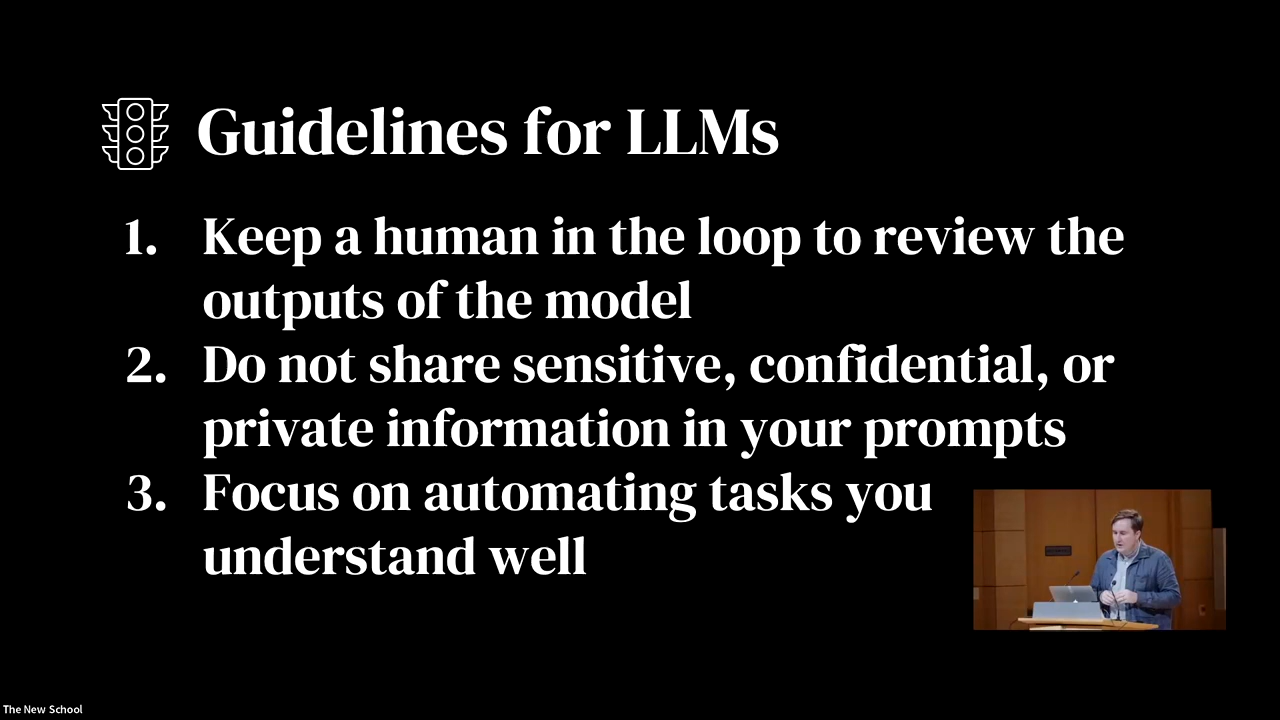 Guidelines for LLMs
1. Keep a human in the loop to review the
outputs of the model
2. Do not share sensitive, confidential, or
private information in your prompts
3. Focus on automating tasks you
understand well
The New School